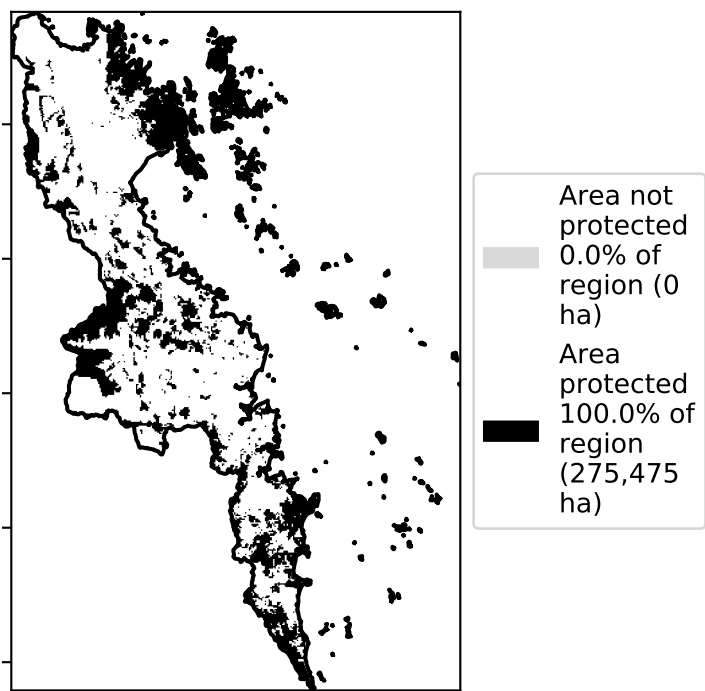 Area not
protected
0.0% of
region (0
ha)
Area
protected
100.0% of
region
(275,475
ha)